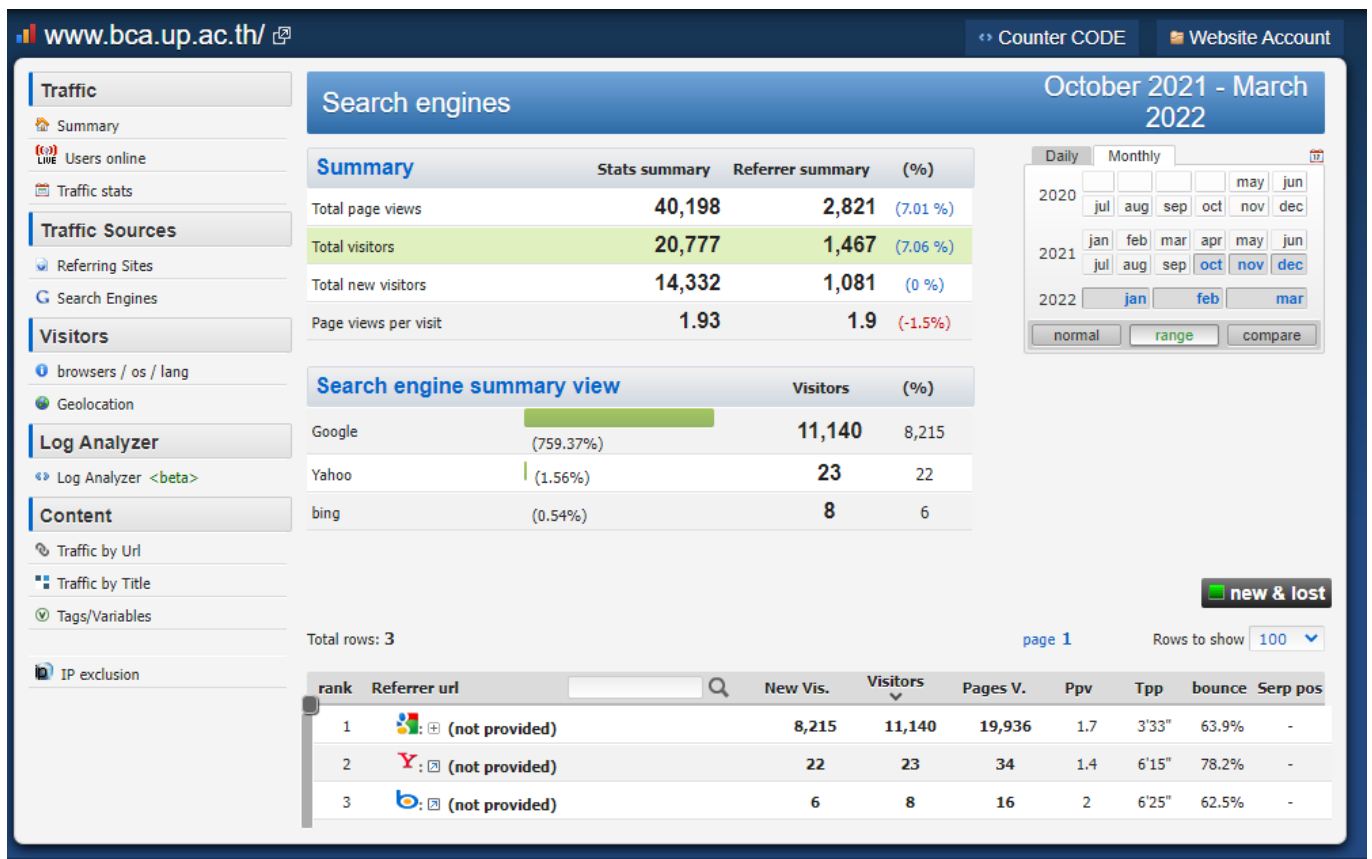 www.bca.up.ac.th/
Counter CODE
Website Account
Traffic
Summary
((•)) LIVE Users online
Traffic stats
Traffic Sources
Referring Sites
G Search Engines
Visitors
browsers / os / lang
Geolocation
Log Analyzer
Log Analyzer <beta>
Content
Traffic by Url
Traffic by Title
Tags/Variables
IP exclusion
Search engines
October 2021 - March
2022
Summary Stats summary Referrer summary (%)
Total page views 40,198 2,821 (7.01 %)
Total visitors 20,777 1,467 (7.06 %)
Total new visitors 14,332 1,081 (0 %)
Page views per visit 1.93 1.9 (-1.5%)
Daily Monthly
2020 may jun
jul aug sep oct nov dec
2021 jan feb mar apr may jun
jul aug sep oct nov dec
2022 jan feb mar
normal range compare
Search engine summary view Visitors (%)
Google (759.37%) 11,140 8,215
Yahoo (1.56%) 23 22
bing (0.54%) 8 6
new & lost
Total rows: 3 page 1 Rows to show 100
rank Referrer url New Vis. Visitors Pages V. Ppv Tpp bounce Serp pos
1 : (not provided) 8,215 11,140 19,936 1.7 3'33" 63.9% -
2 Y: (not provided) 22 23 34 1.4 6'15" 78.2% -
3 b: (not provided) 6 8 16 2 6'25" 62.5% -